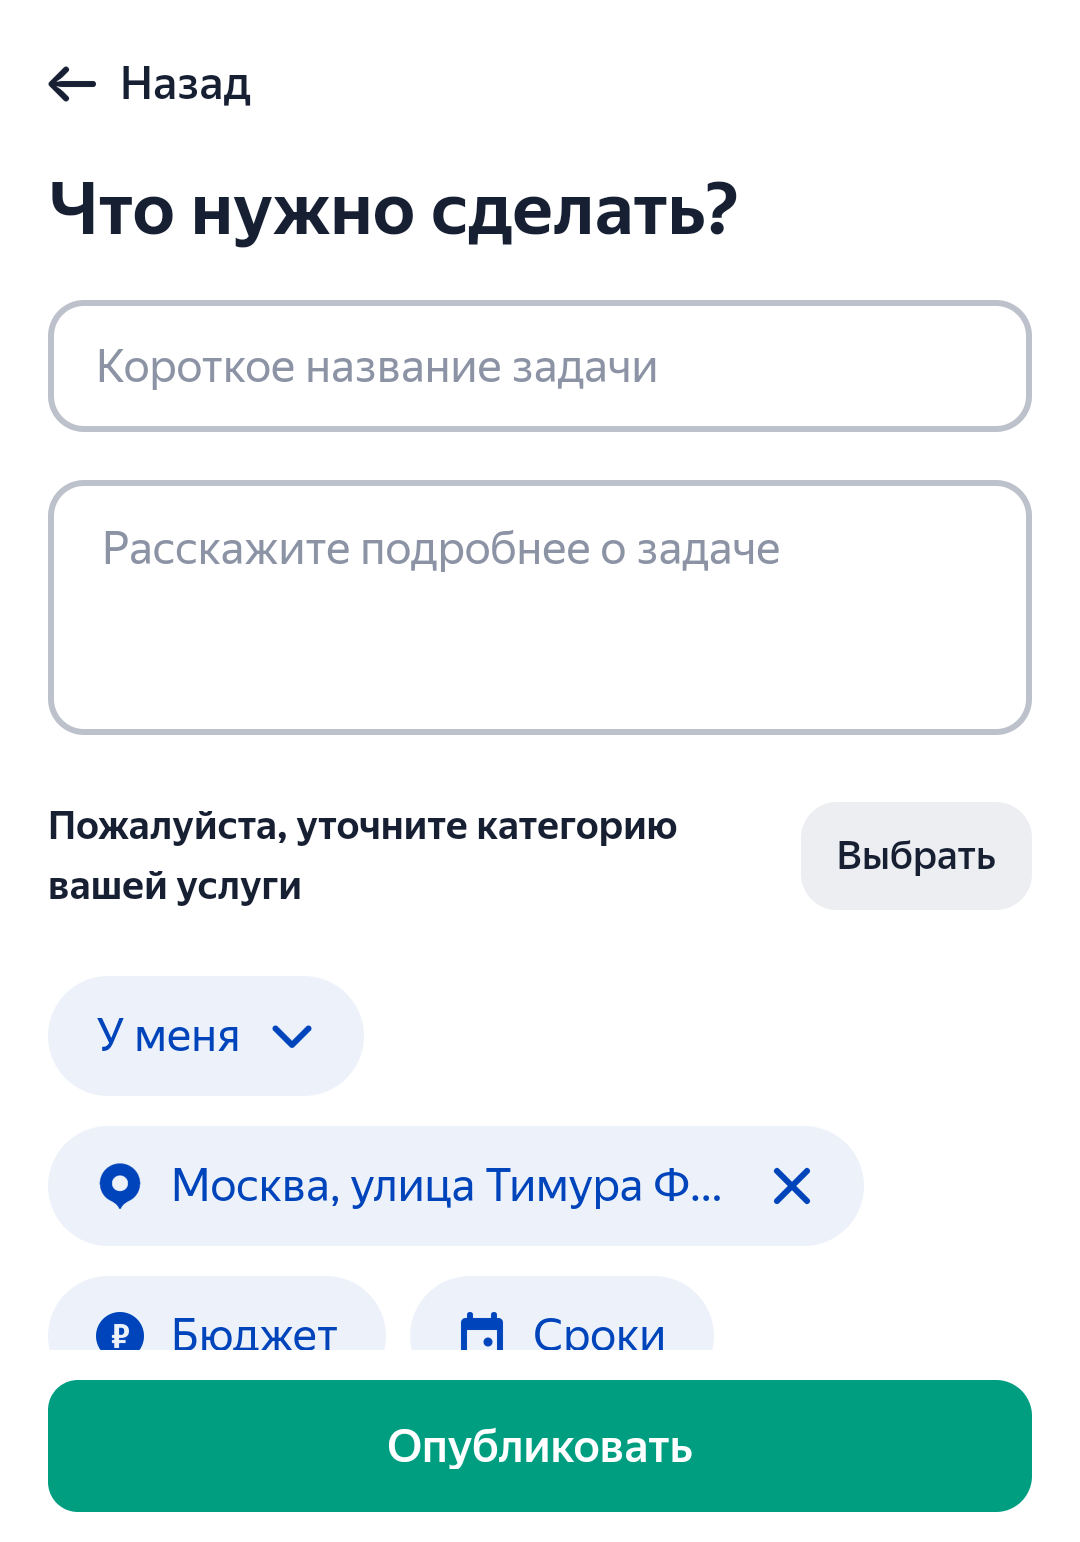 Назад
Что нужно сделать?
Короткое название задачи
Расскажите подробнее о задаче
Пожалуйста, уточните категорию
вашей услуги
Выбрать
У меня
Москва, улица Тимура Ф...
₽ Бюджет Сроки
Опубликовать